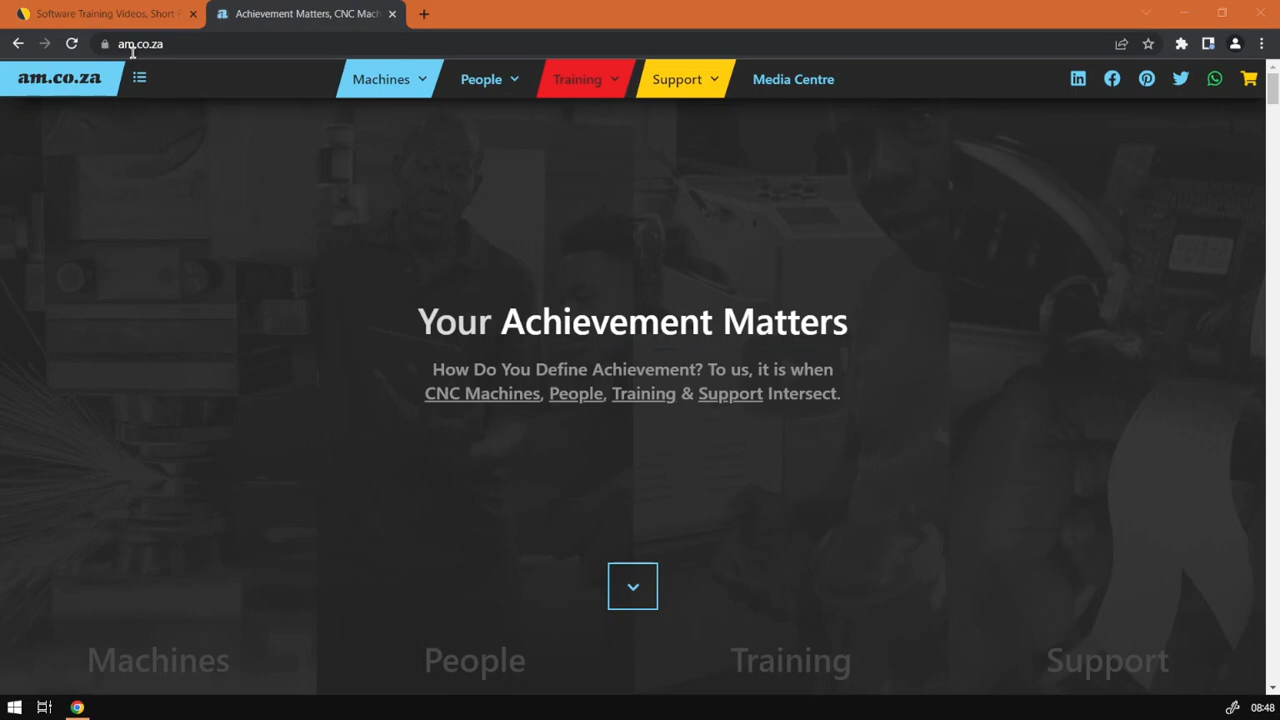 Software Training Videos, Short
Achievement Matters, CNC Mach
am.co.za
am.co.za
Machines
People
Training
Support
Media Centre
Your Achievement Matters
How Do You Define Achievement? To us, it is when
CNC Machines, People, Training & Support Intersect.
Machines
People
Training
Support
08:48